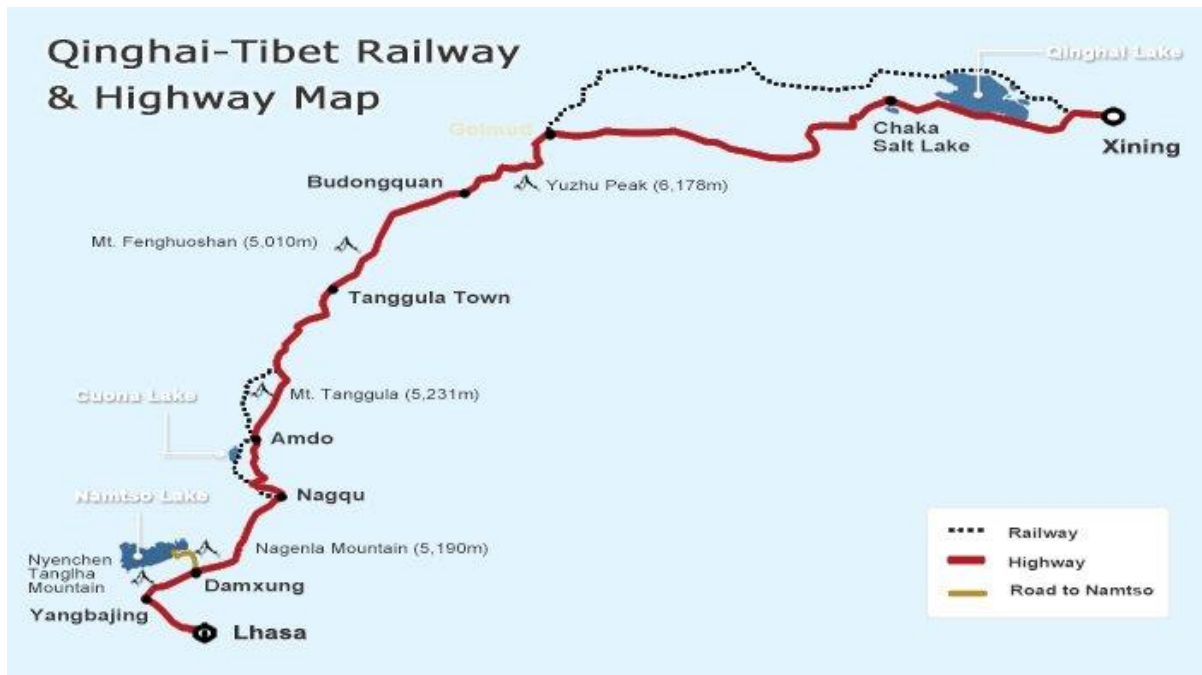 Qinghai-Tibet Railway
& Highway Map
Qinghai Lake
Golmud
Chaka
Salt Lake
Xining
Budongquan
Yuzhu Peak (6,178m)
Mt. Fenghuoshan (5,010m)
Tanggula Town
Cuona Lake
Mt. Tanggula (5,231m)
Amdo
Namtso Lake
Nagqu
Nagenla Mountain (5,190m)
Nyenchen
Tanglha
Mountain
Damxung
Yangbajing
Lhasa
Railway
Highway
Road to Namtso